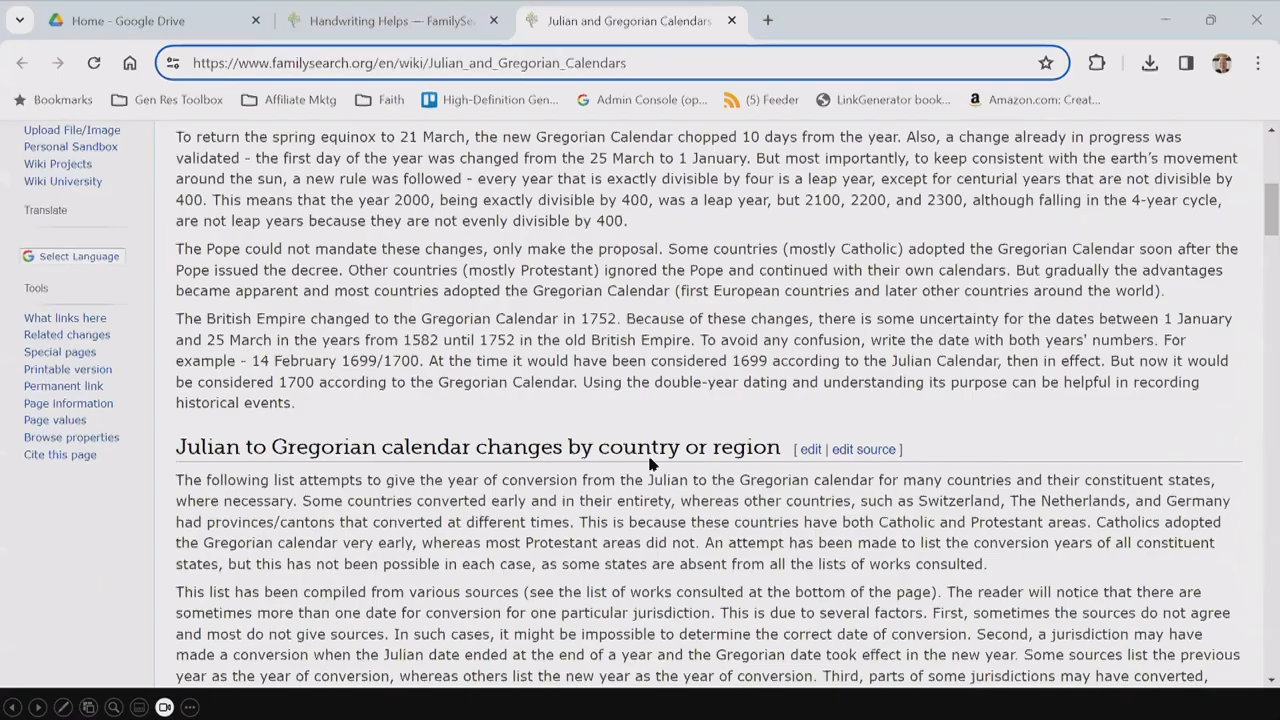 Home - Google Drive
Handwriting Helps — FamilySe
Julian and Gregorian Calendars
https://www.familysearch.org/en/wiki/Julian_and_Gregorian_Calendars
Bookmarks
Gen Res Toolbox
Affiliate Mktg
Faith
High-Definition Gen...
Admin Console (op...
(5) Feeder
LinkGenerator book...
Amazon.com: Creat...
Upload File/Image
Personal Sandbox
Wiki Projects
Wiki University
Translate
Select Language
Tools
What links here
Related changes
Special pages
Printable version
Permanent link
Page information
Page values
Browse properties
Cite this page
To return the spring equinox to 21 March, the new Gregorian Calendar chopped 10 days from the year. Also, a change already in progress was
validated - the first day of the year was changed from the 25 March to 1 January. But most importantly, to keep consistent with the earth's movement
around the sun, a new rule was followed - every year that is exactly divisible by four is a leap year, except for centurial years that are not divisible by
400. This means that the year 2000, being exactly divisible by 400, was a leap year, but 2100, 2200, and 2300, although falling in the 4-year cycle,
are not leap years because they are not evenly divisible by 400.
The Pope could not mandate these changes, only make the proposal. Some countries (mostly Catholic) adopted the Gregorian Calendar soon after the
Pope issued the decree. Other countries (mostly Protestant) ignored the Pope and continued with their own calendars. But gradually the advantages
became apparent and most countries adopted the Gregorian Calendar (first European countries and later other countries around the world).
The British Empire changed to the Gregorian Calendar in 1752. Because of these changes, there is some uncertainty for the dates between 1 January
and 25 March in the years from 1582 until 1752 in the old British Empire. To avoid any confusion, write the date with both years' numbers. For
example - 14 February 1699/1700. At the time it would have been considered 1699 according to the Julian Calendar, then in effect. But now it would
be considered 1700 according to the Gregorian Calendar. Using the double-year dating and understanding its purpose can be helpful in recording
historical events.
Julian to Gregorian calendar changes by country or region [ edit | edit source ]
The following list attempts to give the year of conversion from the Julian to the Gregorian calendar for many countries and their constituent states,
where necessary. Some countries converted early and in their entirety, whereas other countries, such as Switzerland, The Netherlands, and Germany
had provinces/cantons that converted at different times. This is because these countries have both Catholic and Protestant areas. Catholics adopted
the Gregorian calendar very early, whereas most Protestant areas did not. An attempt has been made to list the conversion years of all constituent
states, but this has not been possible in each case, as some states are absent from all the lists of works consulted.
This list has been compiled from various sources (see the list of works consulted at the bottom of the page). The reader will notice that there are
sometimes more than one date for conversion for one particular jurisdiction. This is due to several factors. First, sometimes the sources do not agree
and most do not give sources. In such cases, it might be impossible to determine the correct date of conversion. Second, a jurisdiction may have
made a conversion when the Julian date ended at the end of a year and the Gregorian date took effect in the new year. Some sources list the previous
year as the year of conversion, whereas others list the new year as the year of conversion. Third, parts of some jurisdictions may have converted,